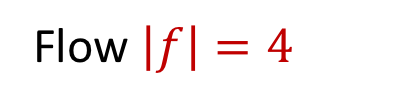 Flow |f| = 4